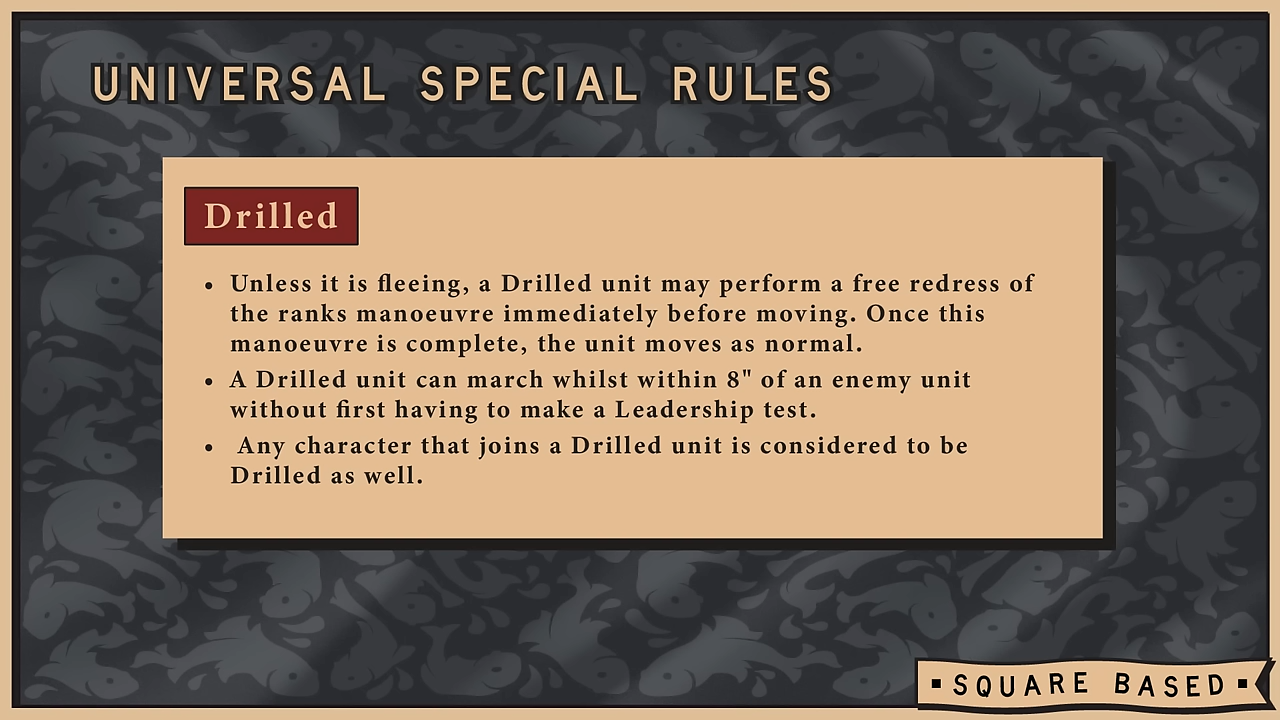 UNIVERSAL SPECIAL RULES
Drilled
• Unless it is fleeing, a Drilled unit may perform a free redress of
the ranks manoeuvre immediately before moving. Once this
manoeuvre is complete, the unit moves as normal.
• A Drilled unit can march whilst within 8" of an enemy unit
without first having to make a Leadership test.
• Any character that joins a Drilled unit is considered to be
Drilled as well.
▪ SQUARE BASED ▪